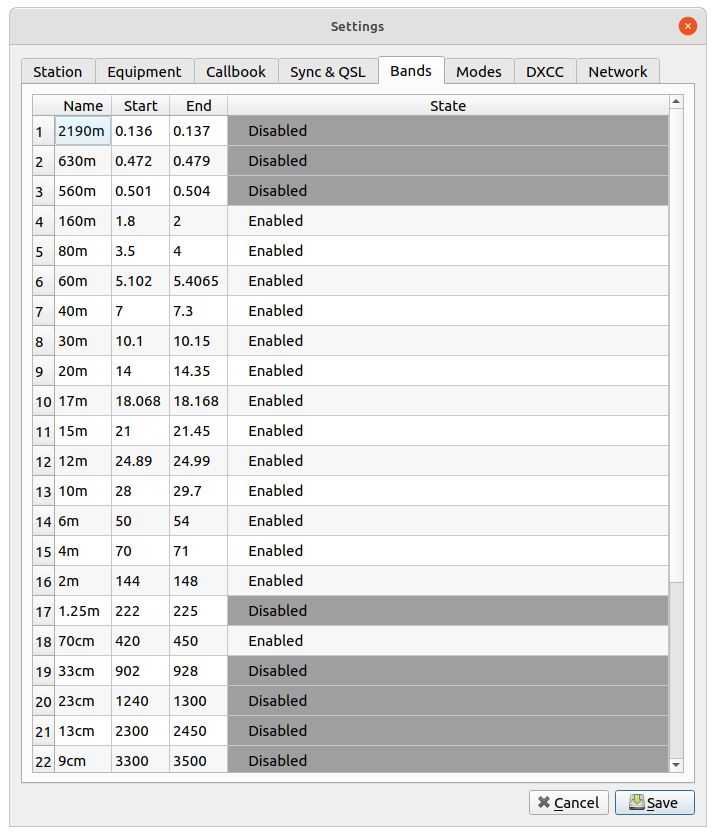 Settings
Station Equipment Callbook Sync & QSL Bands Modes DXCC Network
Name Start End State
1 2190m 0.136 0.137 Disabled
2 630m 0.472 0.479 Disabled
3 560m 0.501 0.504 Disabled
4 160m 1.8 2 Enabled
5 80m 3.5 4 Enabled
6 60m 5.102 5.4065 Enabled
7 40m 7 7.3 Enabled
8 30m 10.1 10.15 Enabled
9 20m 14 14.35 Enabled
10 17m 18.068 18.168 Enabled
11 15m 21 21.45 Enabled
12 12m 24.89 24.99 Enabled
13 10m 28 29.7 Enabled
14 6m 50 54 Enabled
15 4m 70 71 Enabled
16 2m 144 148 Enabled
17 1.25m 222 225 Disabled
18 70cm 420 450 Enabled
19 33cm 902 928 Disabled
20 23cm 1240 1300 Disabled
21 13cm 2300 2450 Disabled
22 9cm 3300 3500 Disabled
Cancel Save